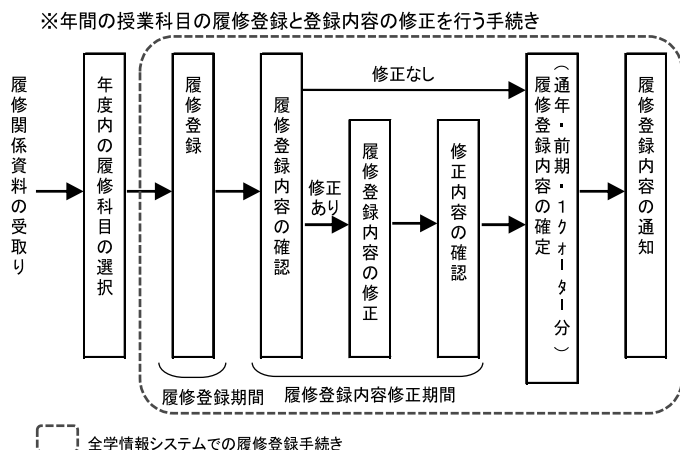 ※年間の授業科目の履修登録と登録内容の修正を行う手続き
履修関係資料の受取り
年度内の履修科目の選択
履修登録
履修登録内容の確認
修正なし
修正
あり
履修登録内容の修正
修正内容の確認
（通年・前期・1クォーター分）
履修登録内容の確定
履修登録内容の通知
履修登録期間
履修登録内容修正期間
全学情報システムでの履修登録手続き